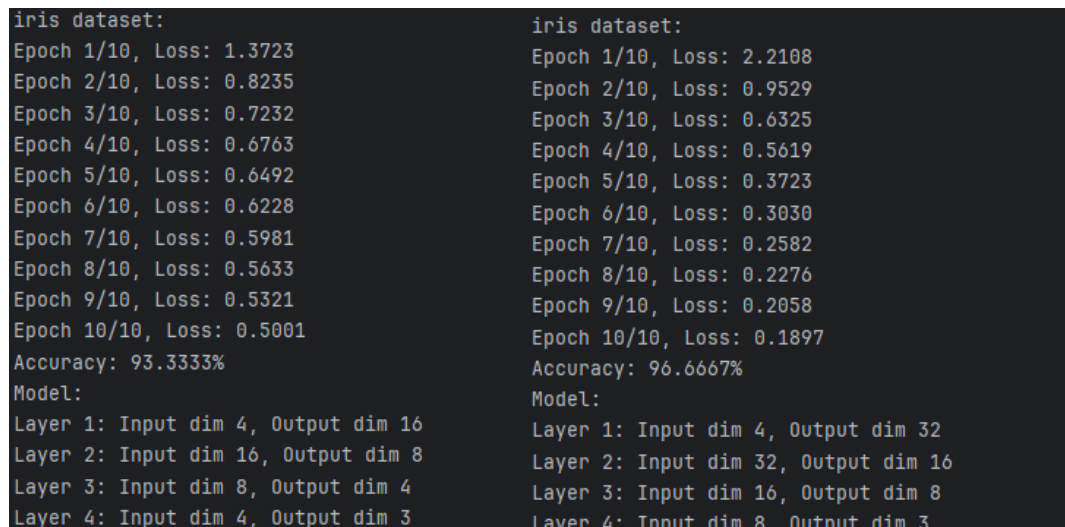 iris dataset:
Epoch 1/10, Loss: 1.3723
Epoch 2/10, Loss: 0.8235
Epoch 3/10, Loss: 0.7232
Epoch 4/10, Loss: 0.6763
Epoch 5/10, Loss: 0.6492
Epoch 6/10, Loss: 0.6228
Epoch 7/10, Loss: 0.5981
Epoch 8/10, Loss: 0.5633
Epoch 9/10, Loss: 0.5321
Epoch 10/10, Loss: 0.5001
Accuracy: 93.3333%
Model:
Layer 1: Input dim 4, Output dim 16
Layer 2: Input dim 16, Output dim 8
Layer 3: Input dim 8, Output dim 4
Layer 4: Input dim 4, Output dim 3
iris dataset:
Epoch 1/10, Loss: 2.2108
Epoch 2/10, Loss: 0.9529
Epoch 3/10, Loss: 0.6325
Epoch 4/10, Loss: 0.5619
Epoch 5/10, Loss: 0.3723
Epoch 6/10, Loss: 0.3030
Epoch 7/10, Loss: 0.2582
Epoch 8/10, Loss: 0.2276
Epoch 9/10, Loss: 0.2058
Epoch 10/10, Loss: 0.1897
Accuracy: 96.6667%
Model:
Layer 1: Input dim 4, Output dim 32
Layer 2: Input dim 32, Output dim 16
Layer 3: Input dim 16, Output dim 8
Layer 4: Input dim 8, Output dim 3